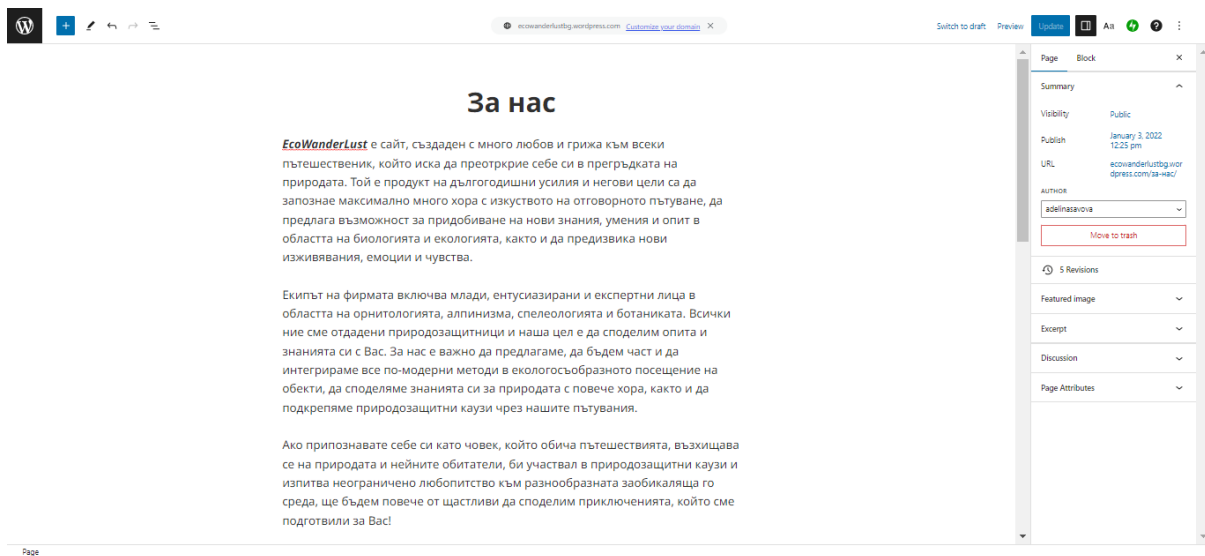 ecowanderlustbg.wordpress.com Customize your domain
Switch to draft Preview Update Aa
Page Block
Summary
Visibility Public
Publish January 3, 2022
12:25 pm
URL ecowanderlustbg.wor
dpress.com/за-нас/
AUTHOR
adelinasavova
Move to trash
5 Revisions
Featured image
Excerpt
Discussion
Page Attributes
За нас
EcoWanderLust е сайт, създаден с много любов и грижа към всеки
пътешественик, който иска да преоткрие себе си в прегръдката на
природата. Той е продукт на дългогодишни усилия и негови цели са да
запознае максимално много хора с изкуството на отговорното пътуване, да
предлага възможност за придобиване на нови знания, умения и опит в
областта на биологията и екологията, както и да предизвика нови
изживявания, емоции и чувства.
Екипът на фирмата включва млади, ентусиазирани и експертни лица в
областта на орнитологията, алпинизма, спелеологията и ботаниката. Всички
ние сме отдадени природозащитници и наша цел е да споделим опита и
знанията си с Вас. За нас е важно да предлагаме, да бъдем част и да
интегрираме все по-модерни методи в екологосъобразното посещение на
обекти, да споделяме знанията си за природата с повече хора, както и да
подкрепяме природозащитни каузи чрез нашите пътувания.
Ако припознавате себе си като човек, който обича пътешествията, възхищава
се на природата и нейните обитатели, би участвал в природозащитни каузи и
изпитва неограничено любопитство към разнообразната заобикаляща го
среда, ще бъдем повече от щастливи да споделим приключенията, който сме
подготвили за Вас!
Page